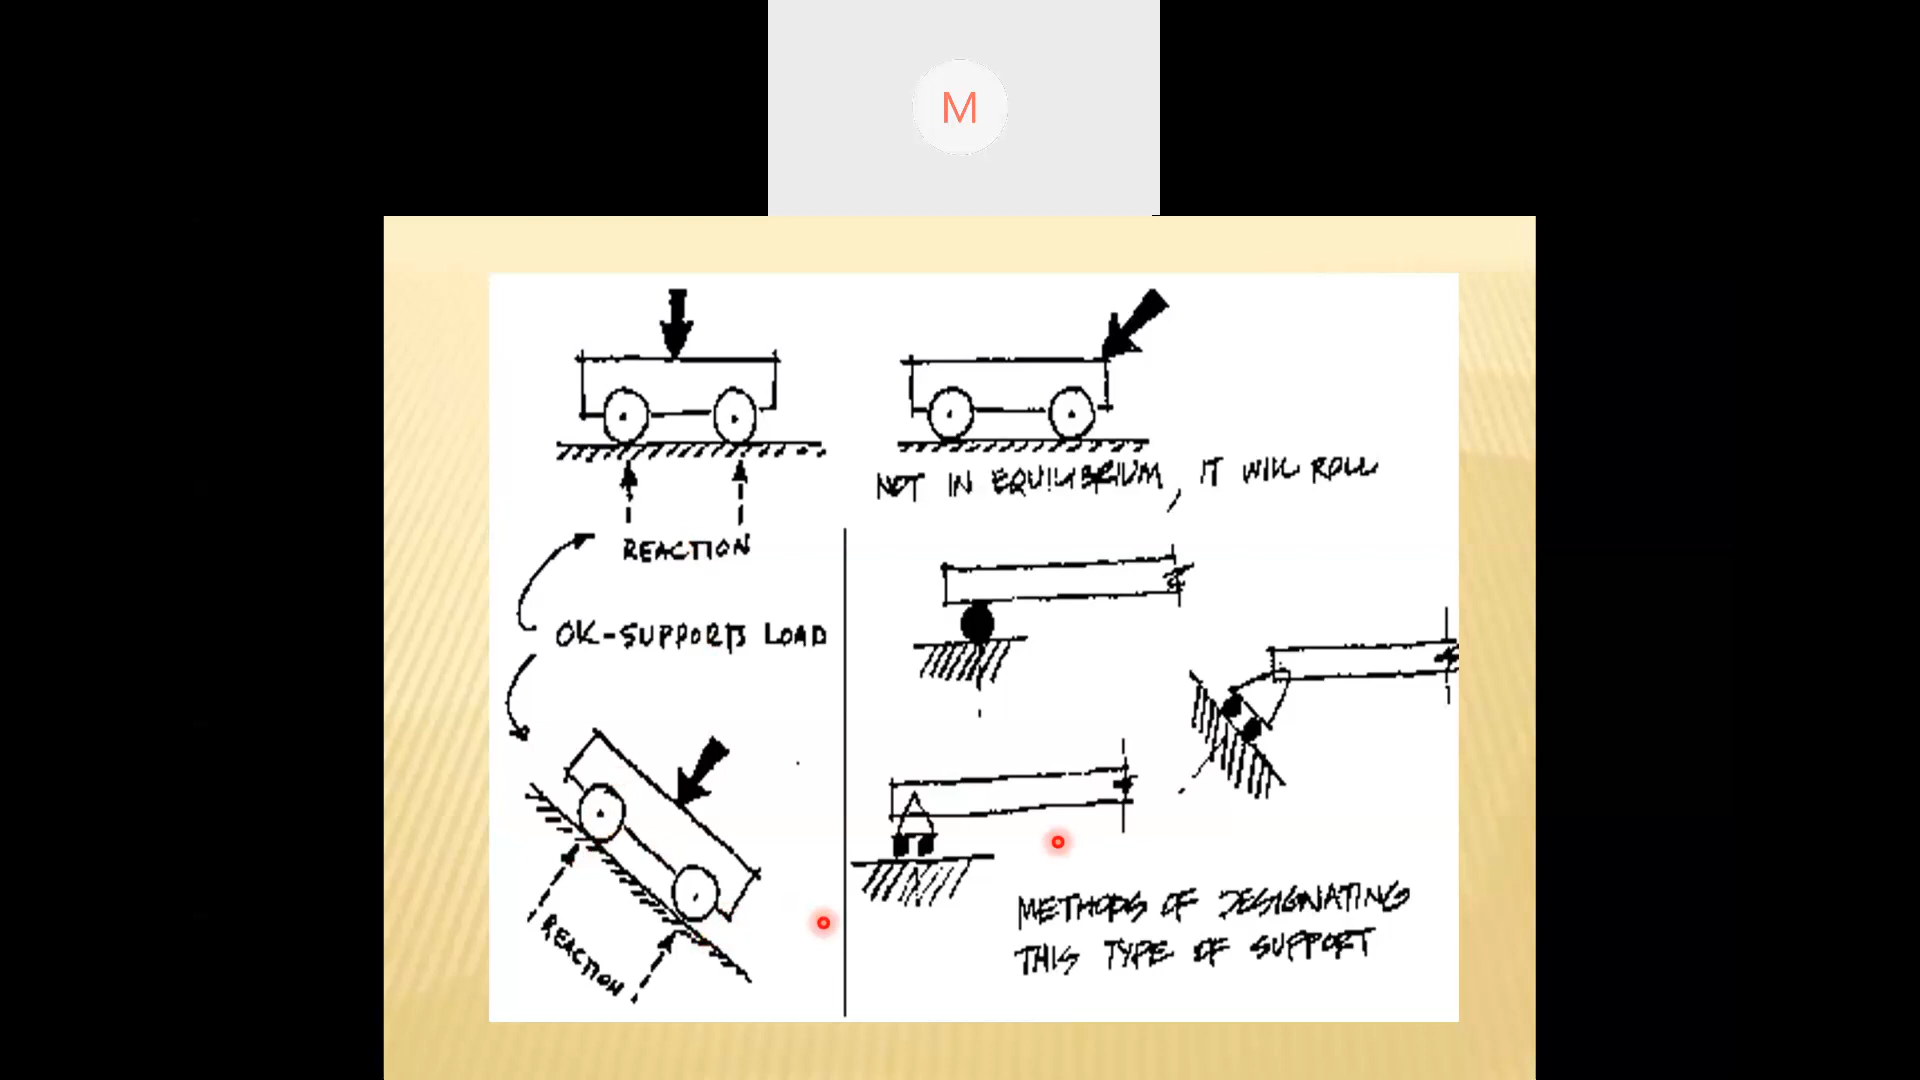 M
NOT IN EQUILIBRIUM, IT WILL ROLL
REACTION
OK-SUPPORTS LOAD
REACTION
METHODS OF DESIGNATING
THIS TYPE OF SUPPORT